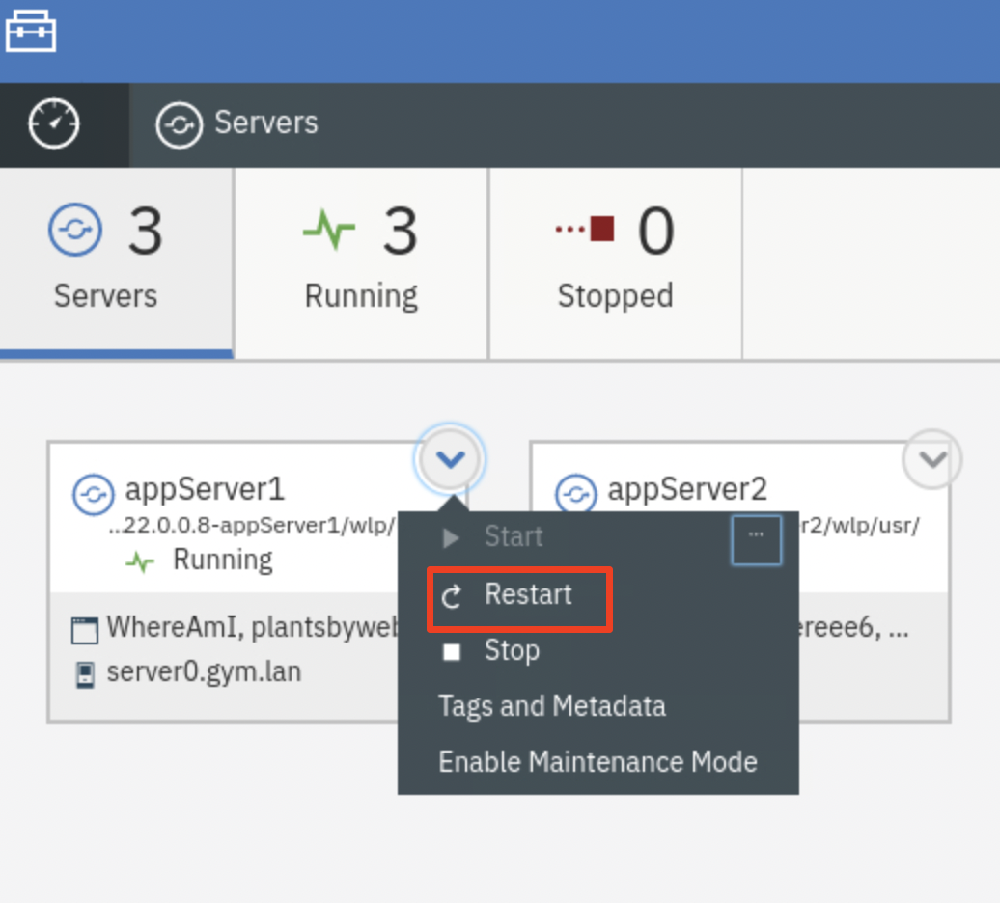 Servers
3
Servers
3
Running
0
Stopped
appServer1
...22.0.0.8-appServer1/wlp/
Running
WhereAmI, plantsbyweb
server0.gym.lan
appServer2
r2/wlp/usr/
ereee6, ...
Start
...
Restart
Stop
Tags and Metadata
Enable Maintenance Mode